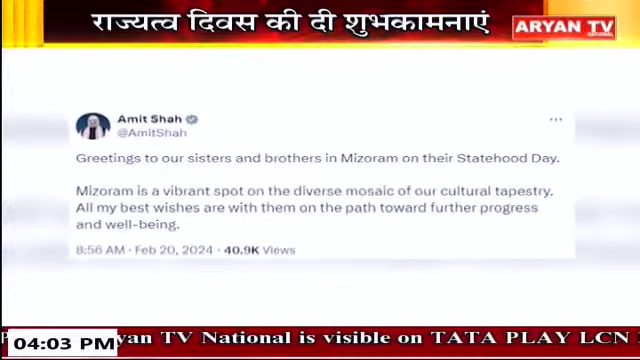 राज्यत्व दिवस की दी शुभकामनाएं
ARYAN TV
NATIONAL
Amit Shah
@AmitShah
Greetings to our sisters and brothers in Mizoram on their Statehood Day.
Mizoram is a vibrant spot on the diverse mosaic of our cultural tapestry.
All my best wishes are with them on the path toward further progress
and well-being.
8:56 AM · Feb 20, 2024 · 40.9K Views
04:03 PM
yan TV National is visible on TATA PLAY LCN